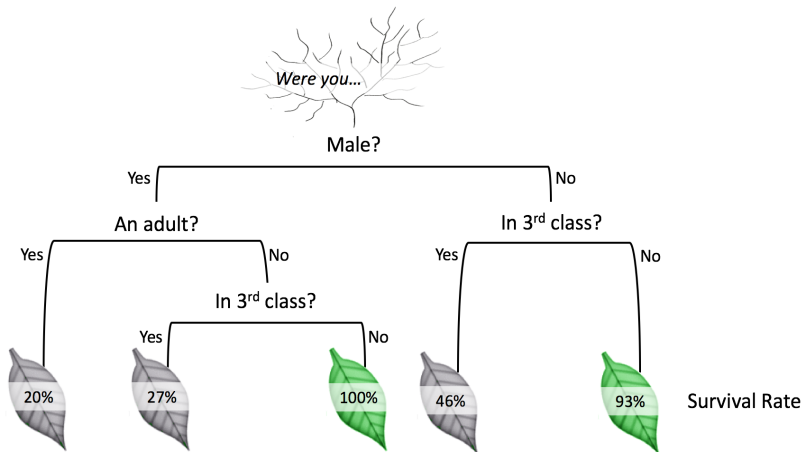 Were you...
Male?
Yes
No
An adult?
In 3rd class?
Yes
No
Yes
No
In 3rd class?
Yes
No
20%
27%
100%
46%
93%
Survival Rate